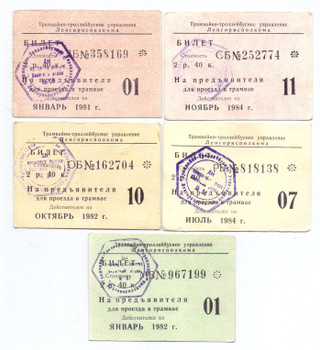 Трамвайно-троллейбусное управление
Ленгорисполкома
БИЛЕТ
СБ№358169
2 р. 40 к.
На предъявителя
для проезда в трамвае
01
Действителен на
ЯНВАРЬ 1981 г.
Трамвайно-троллейбусное управление
Ленгорисполкома
БИЛЕТ
Стоимость
СБ№252774
2 р. 40 к.
На предъявителя
для проезда в трамвае
11
Действителен на
НОЯБРЬ 1984 г.
Трамвайно-троллейбусное управление
Ленгорисполкома
БИЛЕТ
СБ№162704
2 р. 40 к.
На предъявителя
для проезда в трамвае
10
Действителен на
ОКТЯБРЬ 1982 г.
Трамвайно-троллейбусное управление
Ленгорисполкома
№818138
На предъявителя
для проезда в трамвае
07
Действителен на
ИЮЛЬ 1984 г.
Трамвайно-троллейбусное управление
Ленгорисполкома
БИЛЕТ
Стоимость
СБ№967199
40 к.
На предъявителя
для проезда в трамвае
01
Действителен на
ЯНВАРЬ 1982 г.